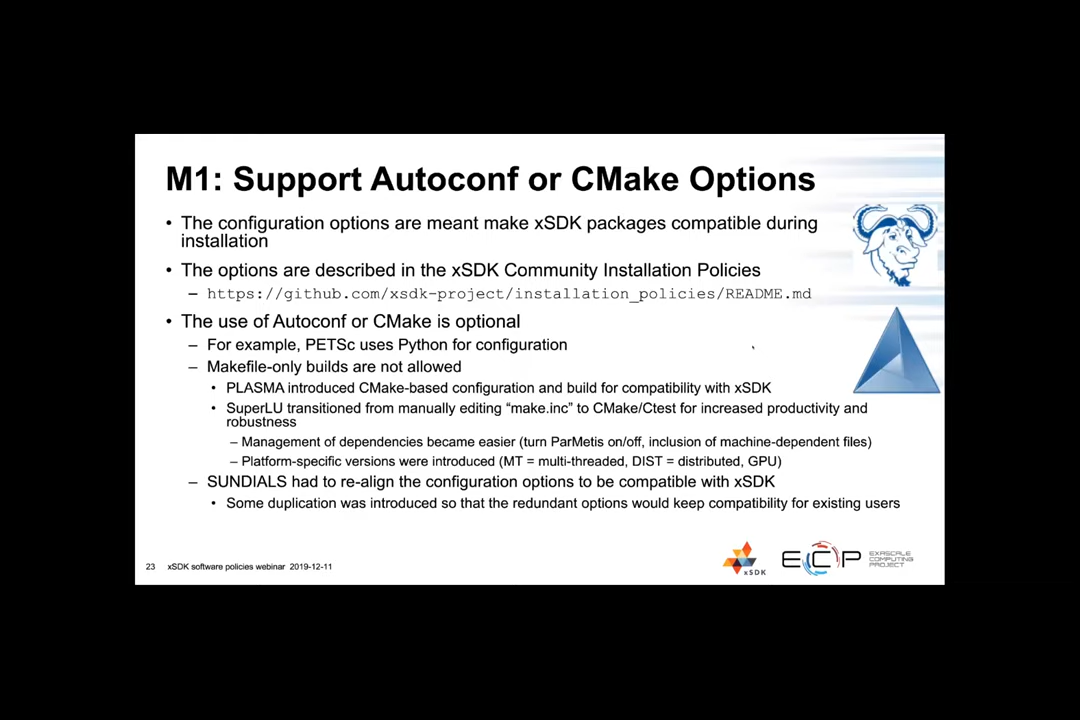 M1: Support Autoconf or CMake Options
• The configuration options are meant make xSDK packages compatible during
installation
• The options are described in the xSDK Community Installation Policies
– https://github.com/xsdk-project/installation_policies/README.md
• The use of Autoconf or CMake is optional
– For example, PETSc uses Python for configuration
– Makefile-only builds are not allowed
• PLASMA introduced CMake-based configuration and build for compatibility with xSDK
• SuperLU transitioned from manually editing “make.inc” to CMake/Ctest for increased productivity and
robustness
– Management of dependencies became easier (turn ParMetis on/off, inclusion of machine-dependent files)
– Platform-specific versions were introduced (MT = multi-threaded, DIST = distributed, GPU)
– SUNDIALS had to re-align the configuration options to be compatible with xSDK
• Some duplication was introduced so that the redundant options would keep compatibility for existing users
23 xSDK software policies webinar 2019-12-11
xSDK
ECP
EXASCALE
COMPUTING
PROJECT